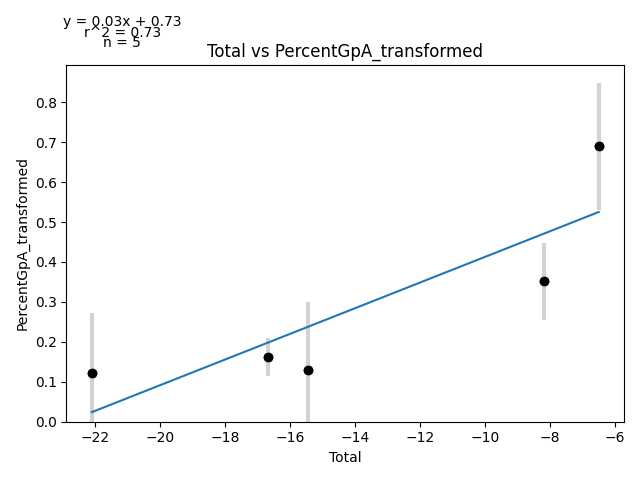 y = 0.03x + 0.73
r^2 = 0.73
n = 5
Total vs PercentGpA_transformed
PercentGpA_transformed
0.8
0.7
0.6
0.5
0.4
0.3
0.2
0.1
0.0
−22 −20 −18 −16 −14 −12 −10 −8 −6
Total